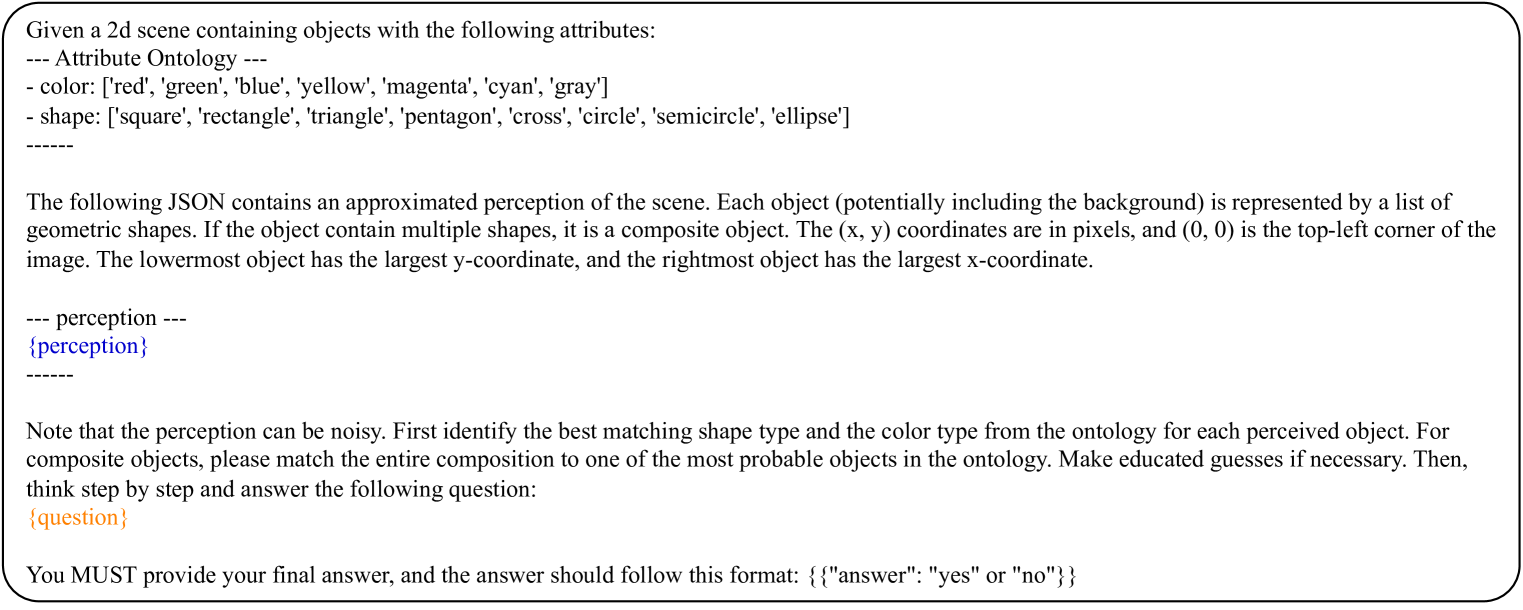 Given a 2d scene containing objects with the following attributes:
--- Attribute Ontology ---
- color: ['red', 'green', 'blue', 'yellow', 'magenta', 'cyan', 'gray']
- shape: ['square', 'rectangle', 'triangle', 'pentagon', 'cross', 'circle', 'semicircle', 'ellipse']
------
The following JSON contains an approximated perception of the scene. Each object (potentially including the background) is represented by a list of
geometric shapes. If the object contain multiple shapes, it is a composite object. The (x, y) coordinates are in pixels, and (0, 0) is the top-left corner of the
image. The lowermost object has the largest y-coordinate, and the rightmost object has the largest x-coordinate.
--- perception ---
{perception}
------
Note that the perception can be noisy. First identify the best matching shape type and the color type from the ontology for each perceived object. For
composite objects, please match the entire composition to one of the most probable objects in the ontology. Make educated guesses if necessary. Then,
think step by step and answer the following question:
{question}
You MUST provide your final answer, and the answer should follow this format: {{"answer": "yes" or "no"}}